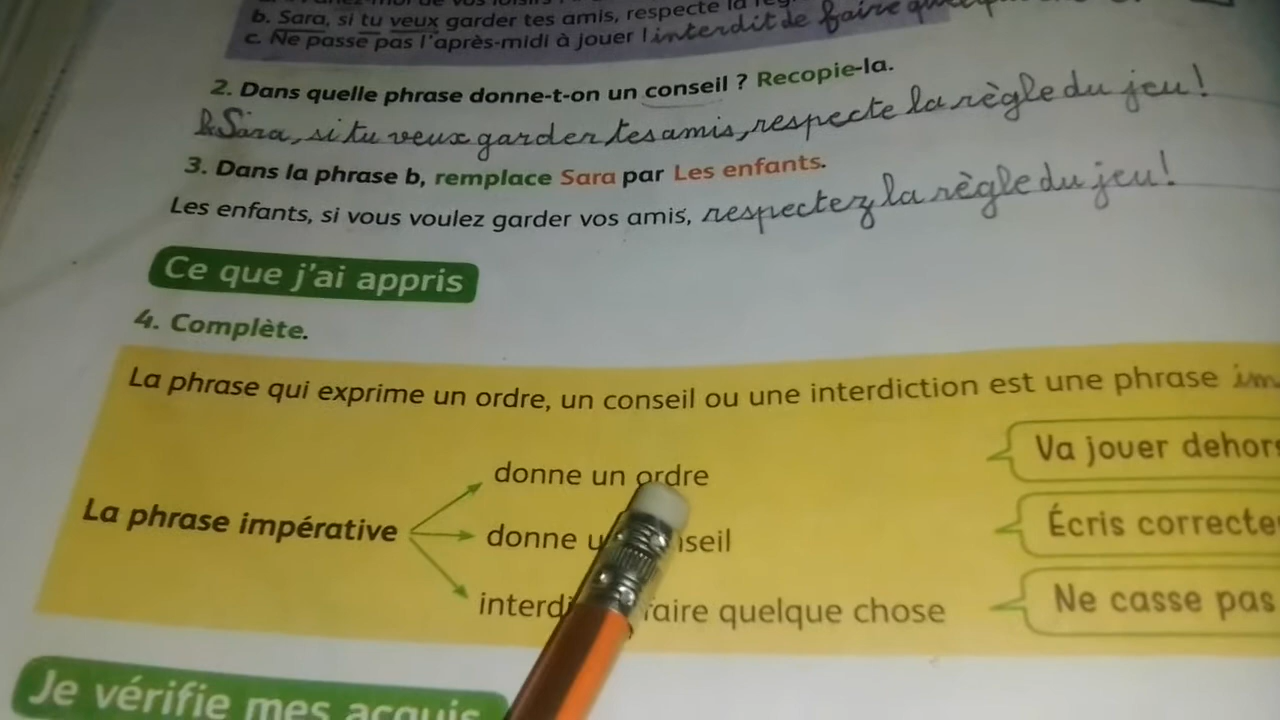 b. Sara, si tu veux garder tes amis, respecte la
c. Ne passe pas l'après-midi à jouer interdit de faire
2. Dans quelle phrase donne-t-on un conseil ? Recopie-la.
b. Sara, si tu veux garder tes amis, respecte la règle du jeu !
3. Dans la phrase b, remplace Sara par Les enfants.
Les enfants, si vous voulez garder vos amis, respectez la règle du jeu !
Ce que j'ai appris
4. Complète.
La phrase qui exprime un ordre, un conseil ou une interdiction est une phrase
donne un ordre
Va jouer dehors
La phrase impérative
donne
Écris
interdi faire quelque chose
Ne casse pas
Je vérifie mes acquis